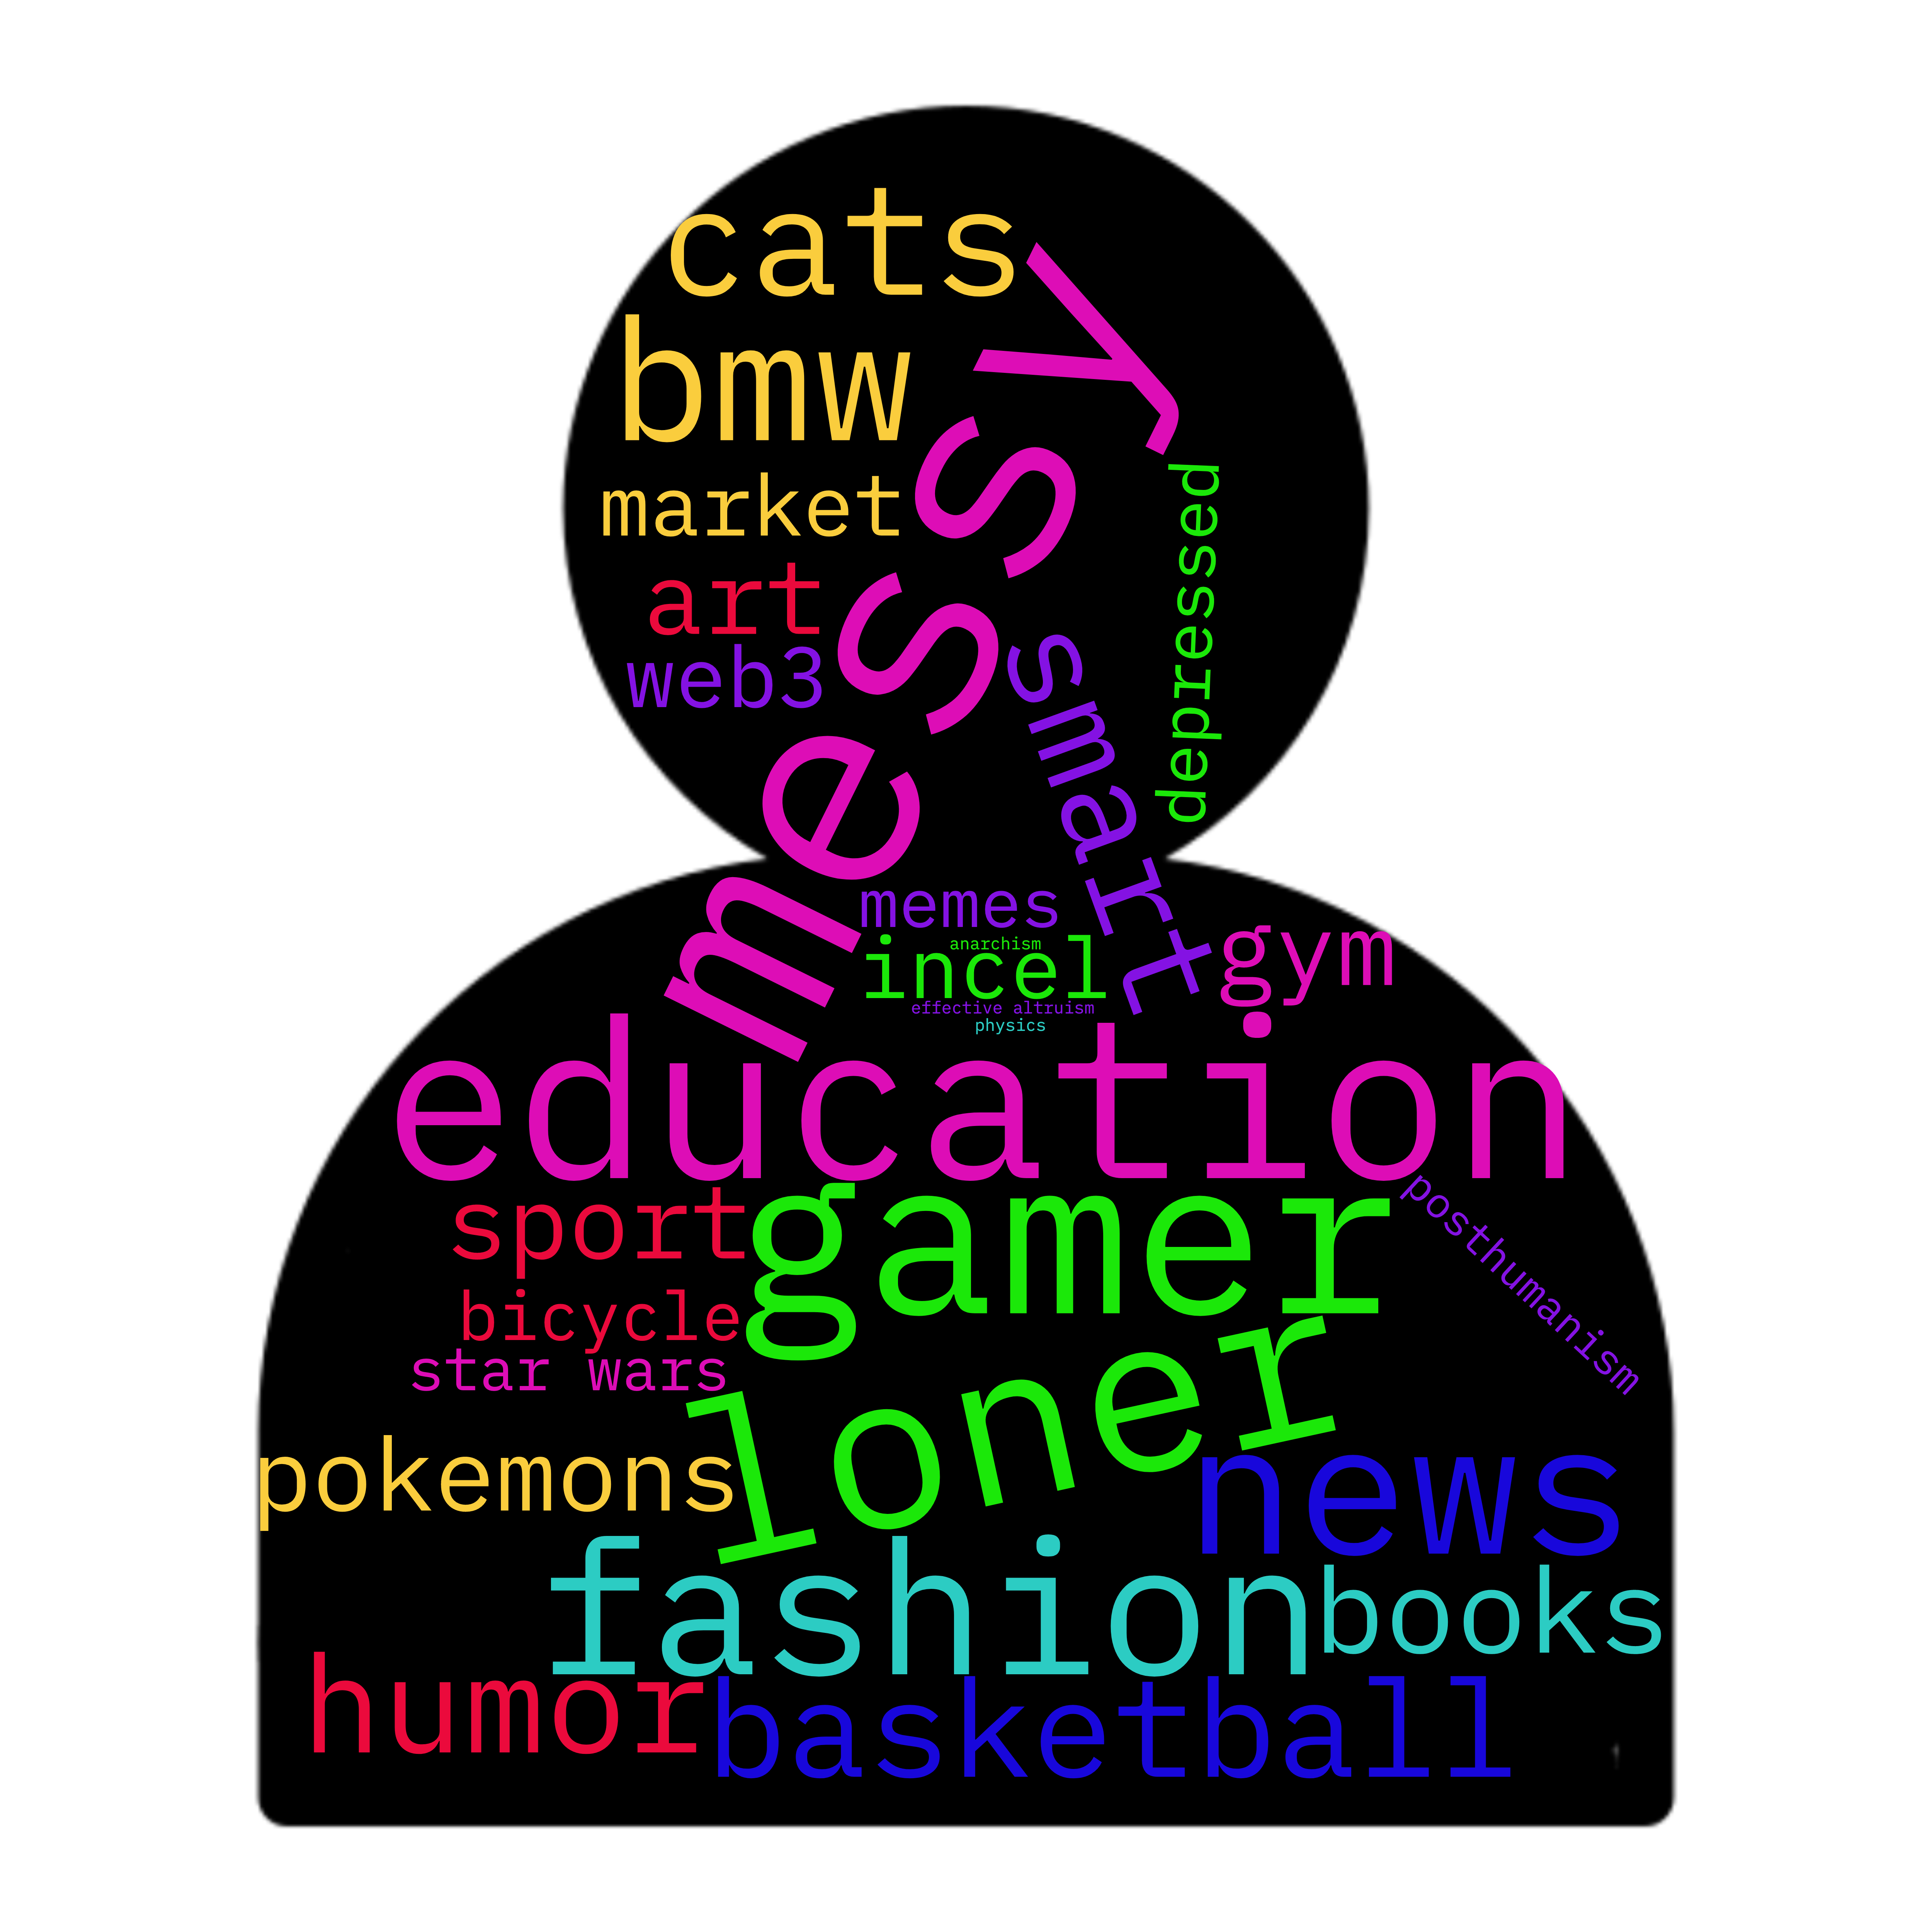 cats
bmw
messy
market
depressed
art
web3
smart
memes
gym
anarchism
incel
effective altruism
physics
education
sport
gamer
posthumanism
bicycle
star wars
loner
pokemons
news
fashion
books
humor
basketball